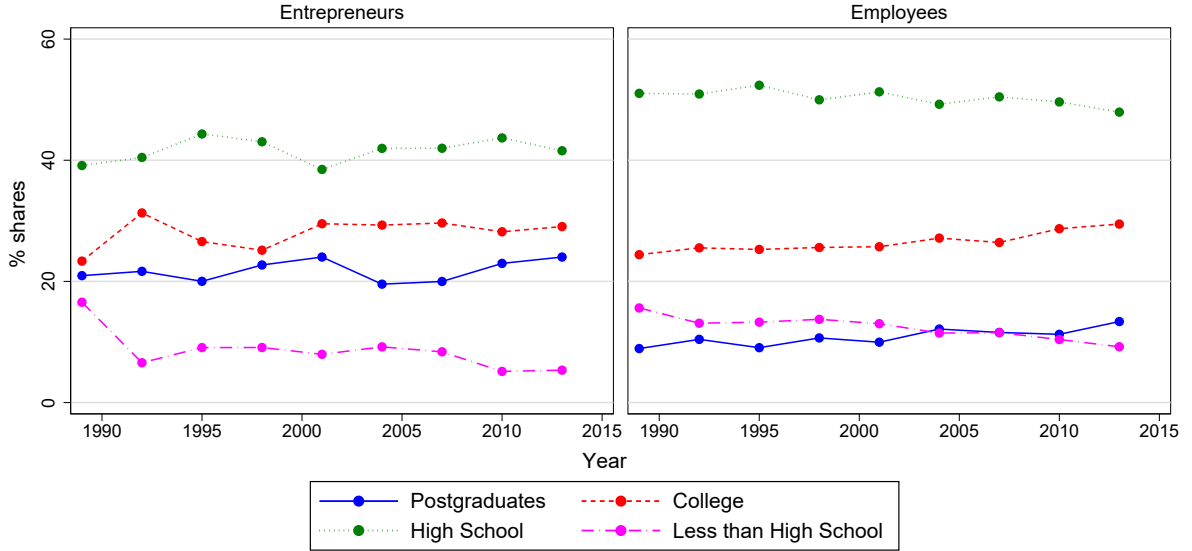 Entrepreneurs
Employees
60
40
20
0
% shares
1990 1995 2000 2005 2010 2015
1990 1995 2000 2005 2010 2015
Year
Postgraduates
College
High School
Less than High School